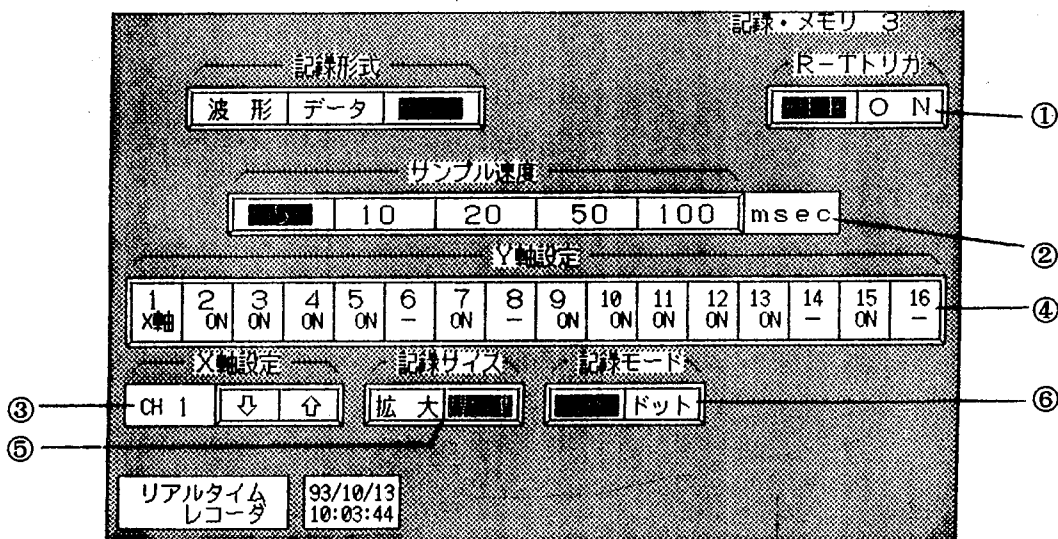 記録・メモリ 3
記録形式
R-Tトリガ
波 形 データ
O N
①
サンプル速度
5 10 20 50 100 msec
②
Y軸設定
1 2 3 4 5 6 7 8 9 10 11 12 13 14 15 16
X軸 ON ON ON ON - ON - ON ON ON ON ON - ON -
④
X軸設定 記録サイズ 記録モード
③
CH 1 ⇩ ⇧ 拡 大 ドット
⑥
⑤
リアルタイム
レコーダ
93/10/13
10:03:44